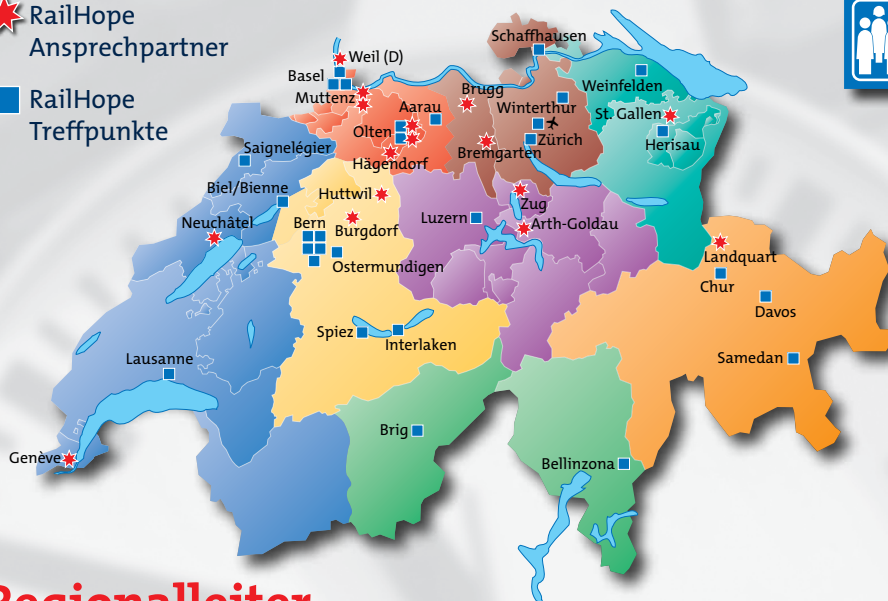 RailHope
Ansprechpartner
RailHope
Treffpunkte
Schaffhausen
Weil (D)
Basel
Muttenz
Aarau
Brugg
Weinfelden
Winterthur
St. Gallen
Olten
Zürich
Herisau
Saignelégier
Hägendorf
Bremgarten
Biel/Bienne
Huttwil
Zug
Neuchâtel
Bern
Burgdorf
Luzern
Arth-Goldau
Ostermundigen
Landquart
Chur
Davos
Spiez
Interlaken
Lausanne
Samedan
Brig
Genève
Bellinzona
Regionalleiter